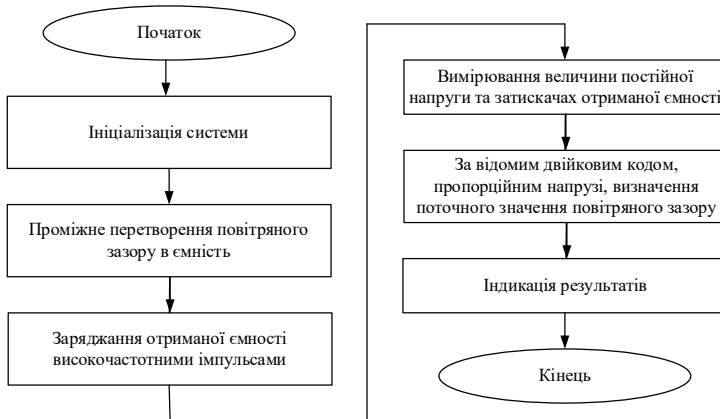 Початок
Ініціалізація системи
Проміжне перетворення повітряного
зазору в ємність
Заряджання отриманої ємності
високочастотними імпульсами
Вимірювання величини постійної
напруги та затискачах отриманої ємності
За відомим двійковим кодом,
пропорційним напрузі, визначення
поточного значення повітряного зазору
Індикація результатів
Кінець